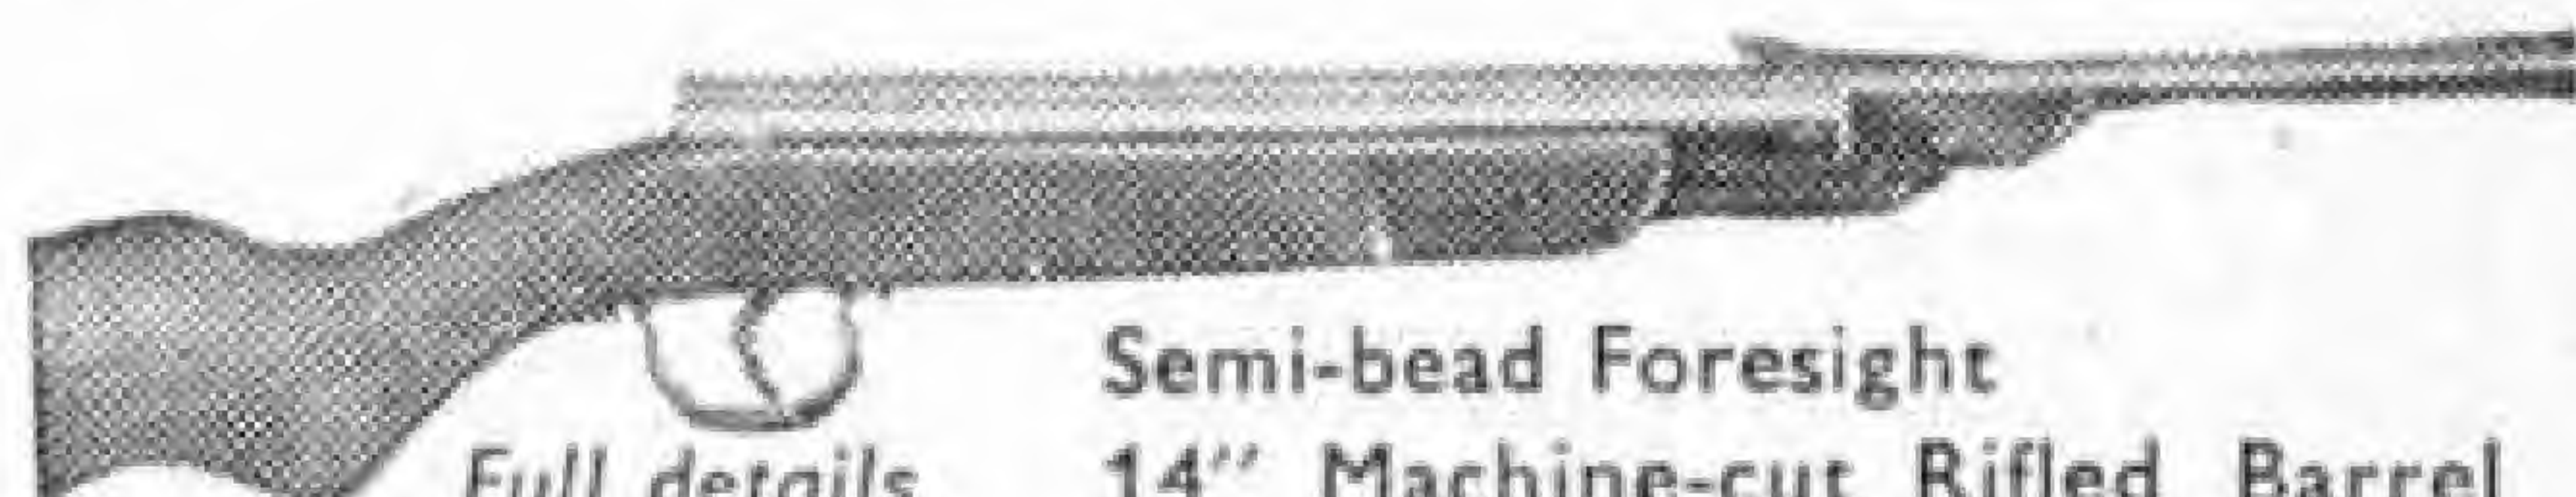 Semi-bead Foresight
Full details
14″ Machine-cut Rifled Barrel